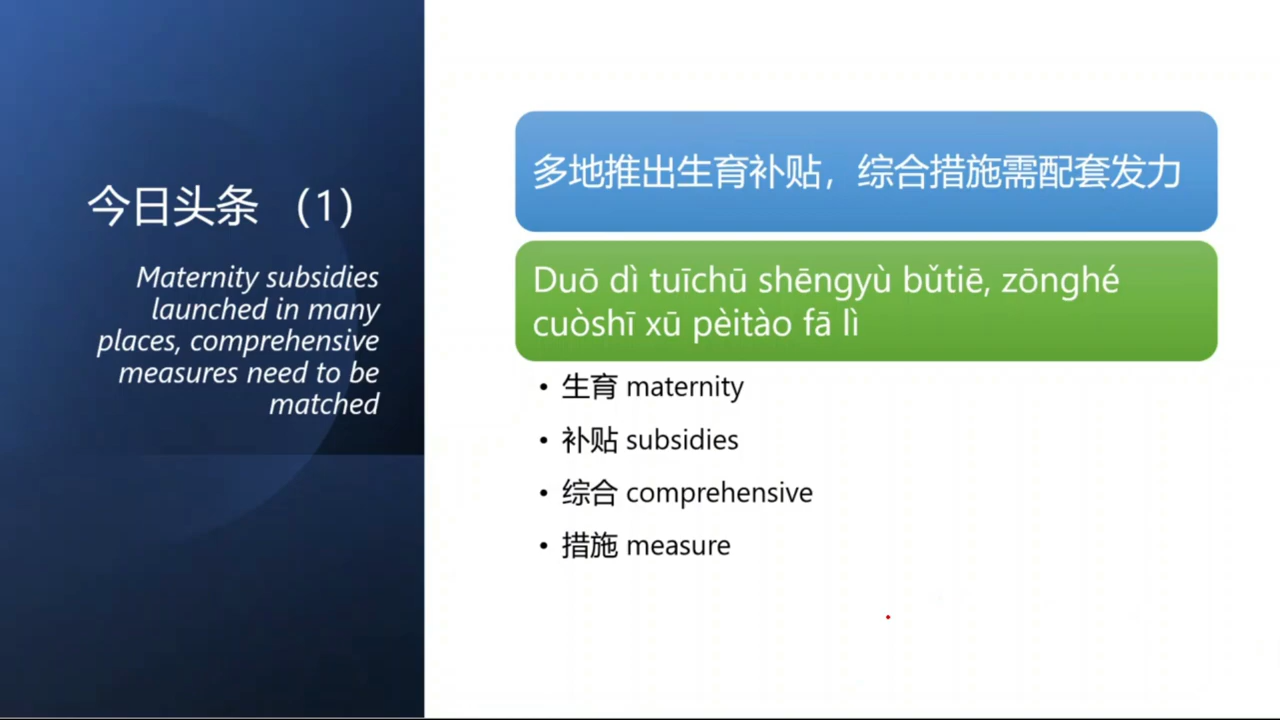 今日头条 （1）
Maternity subsidies
launched in many
places, comprehensive
measures need to be
matched
多地推出生育补贴，综合措施需配套发力
Duō dì tuīchū shēngyù bǔtiē, zōnghé
cuòshī xū pèitào fā lì
• 生育 maternity
• 补贴 subsidies
• 综合 comprehensive
• 措施 measure